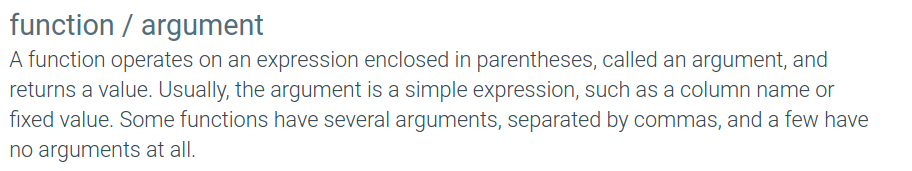 function / argument
A function operates on an expression enclosed in parentheses, called an argument, and
returns a value. Usually, the argument is a simple expression, such as a column name or
fixed value. Some functions have several arguments, separated by commas, and a few have
no arguments at all.